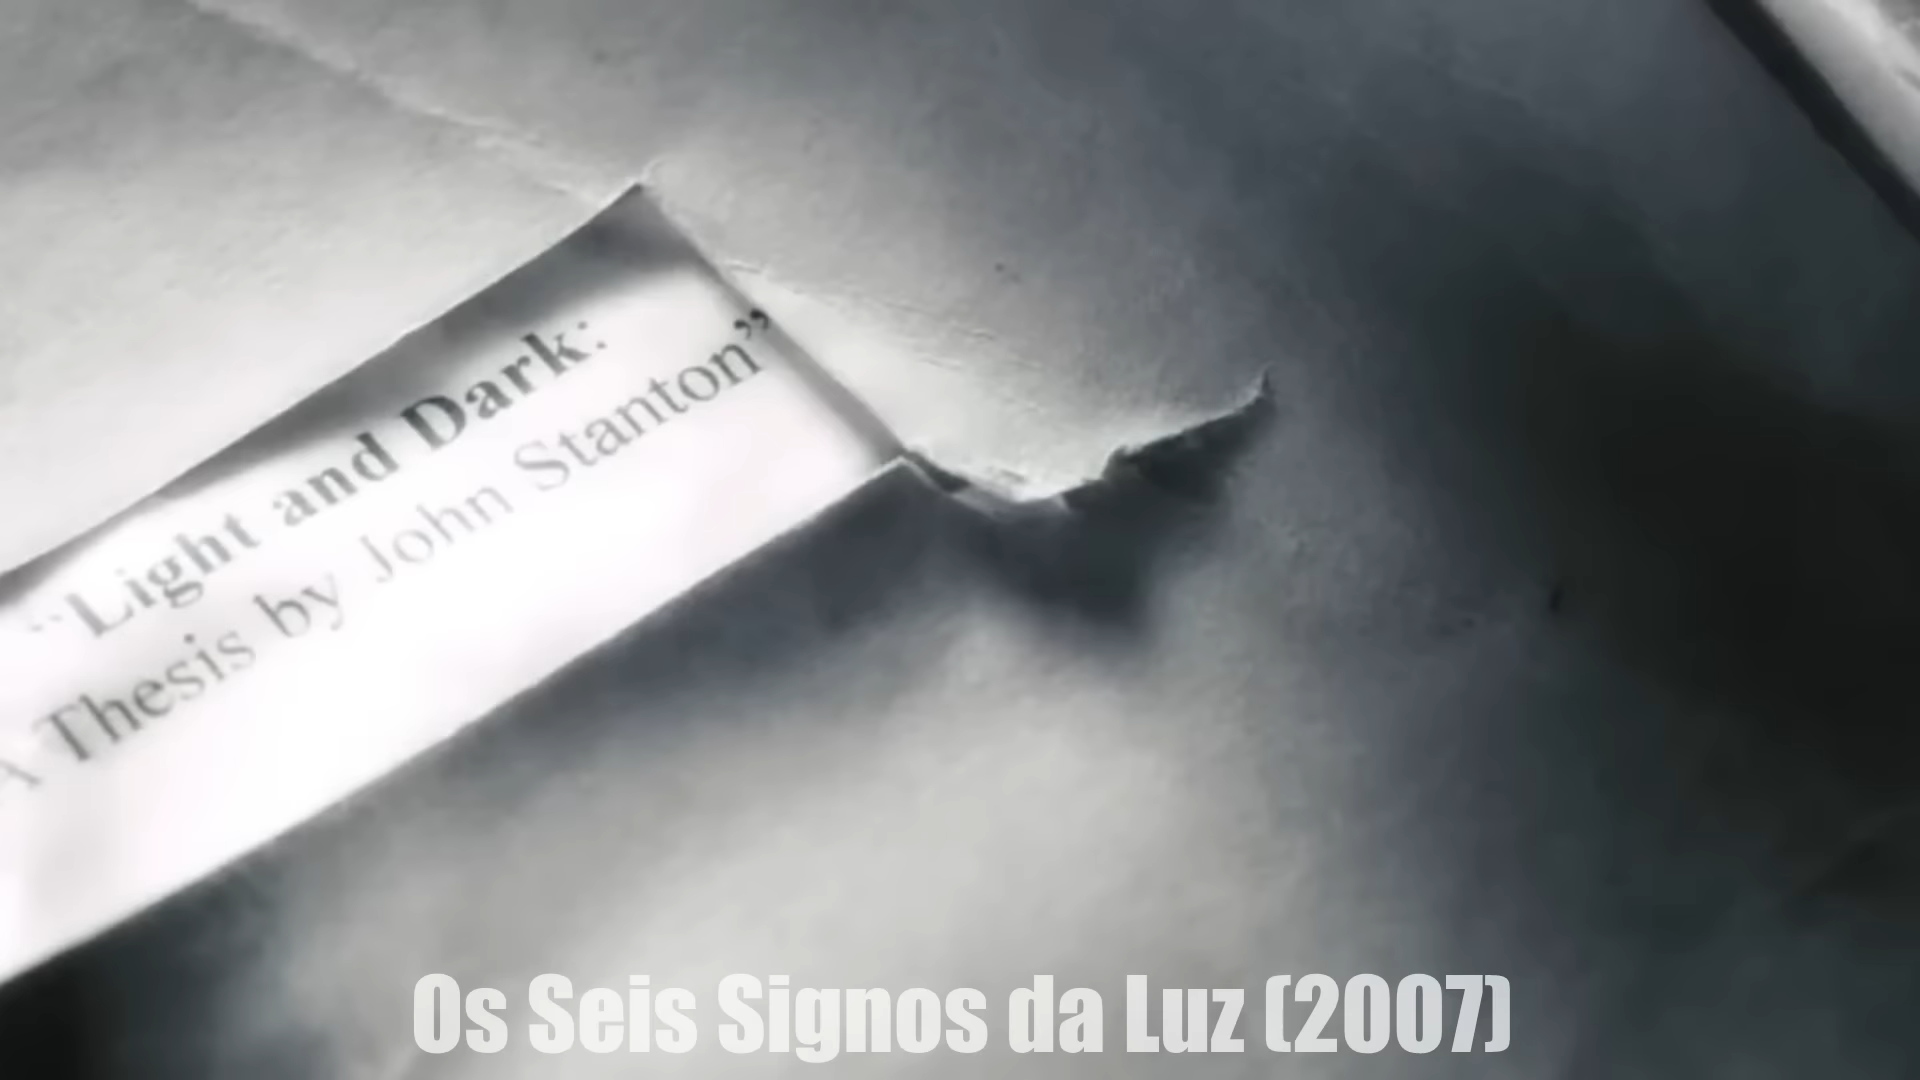 “Light and Dark:
A Thesis by John Stanton”
Os Seis Signos da Luz (2007)